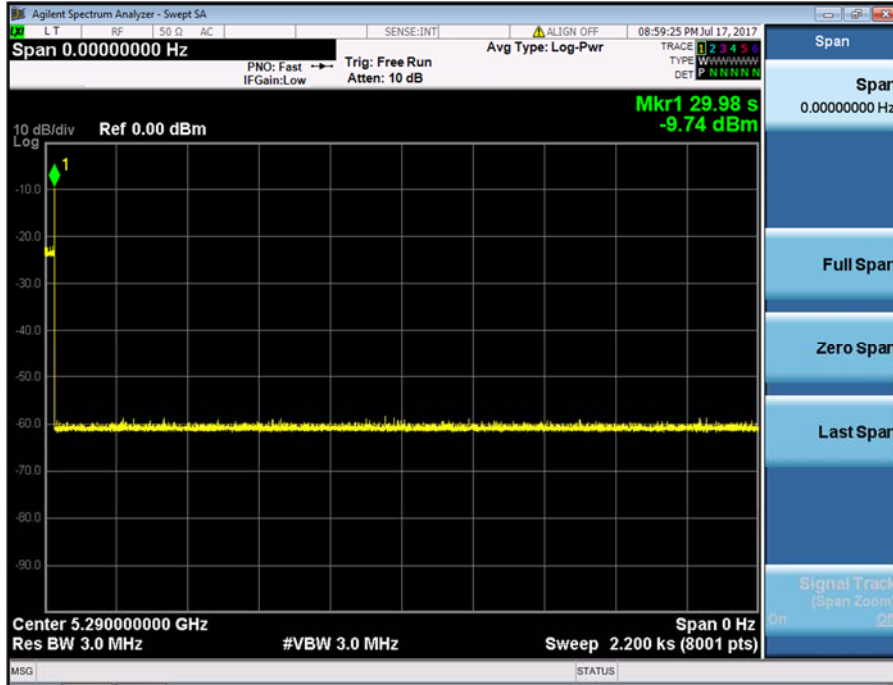 Agilent Spectrum Analyzer - Swept SA
LXI L T RF 50 Ω AC SENSE:INT ALIGN OFF 08:59:25 PM Jul 17, 2017
Span 0.00000000 Hz
PNO: Fast
IFGain:Low
Trig: Free Run
Atten: 10 dB
Avg Type: Log-Pwr
TRACE 1 2 3 4 5 6
TYPE WWWWWW
DET P N N N N N
Mkr1 29.98 s
-9.74 dBm
10 dB/div Ref 0.00 dBm
Log
1
-10.0
-20.0
-30.0
-40.0
-50.0
-60.0
-70.0
-80.0
-90.0
Center 5.290000000 GHz Span 0 Hz
Res BW 3.0 MHz #VBW 3.0 MHz Sweep 2.200 ks (8001 pts)
MSG STATUS
Span
Span
0.00000000 Hz
Full Span
Zero Span
Last Span
Signal Track
(Span Zoom)
On Off